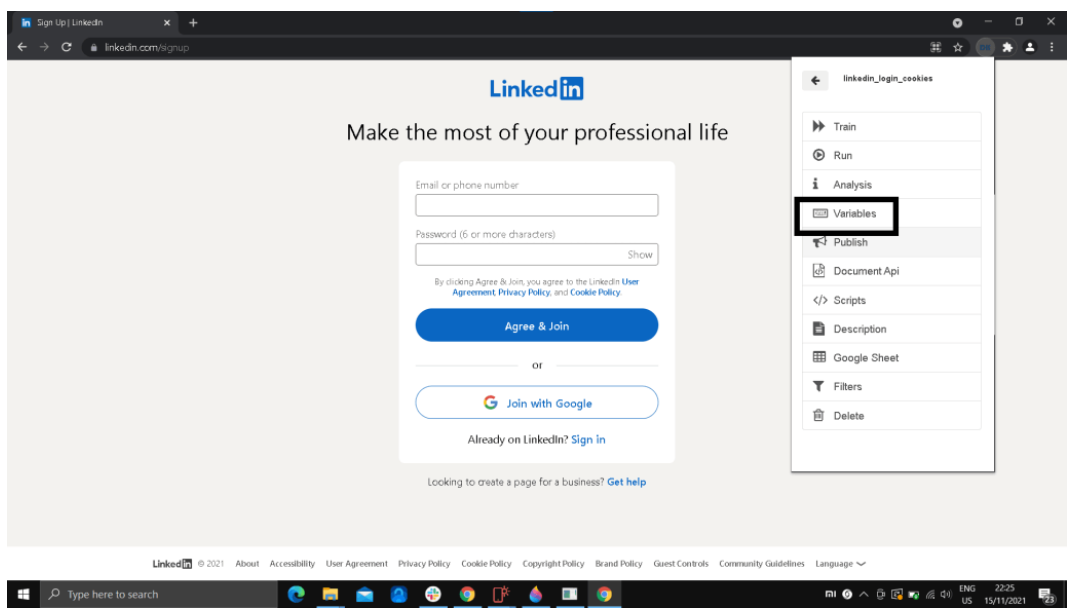 Sign Up | LinkedIn
linkedin.com/signup
linkedin_login_cookies
Train
Run
Analysis
Variables
Publish
Document Api
Scripts
Description
Google Sheet
Filters
Delete
Linkedin
Make the most of your professional life
Email or phone number
Password (6 or more characters)
Show
By clicking Agree & Join, you agree to the LinkedIn User
Agreement, Privacy Policy, and Cookie Policy.
Agree & Join
or
Join with Google
Already on LinkedIn? Sign in
Looking to create a page for a business? Get help
Linkedin © 2021 About Accessibility User Agreement Privacy Policy Cookie Policy Copyright Policy Brand Policy Guest Controls Community Guidelines Language
Type here to search
ENG
US
22:25
15/11/2021
23